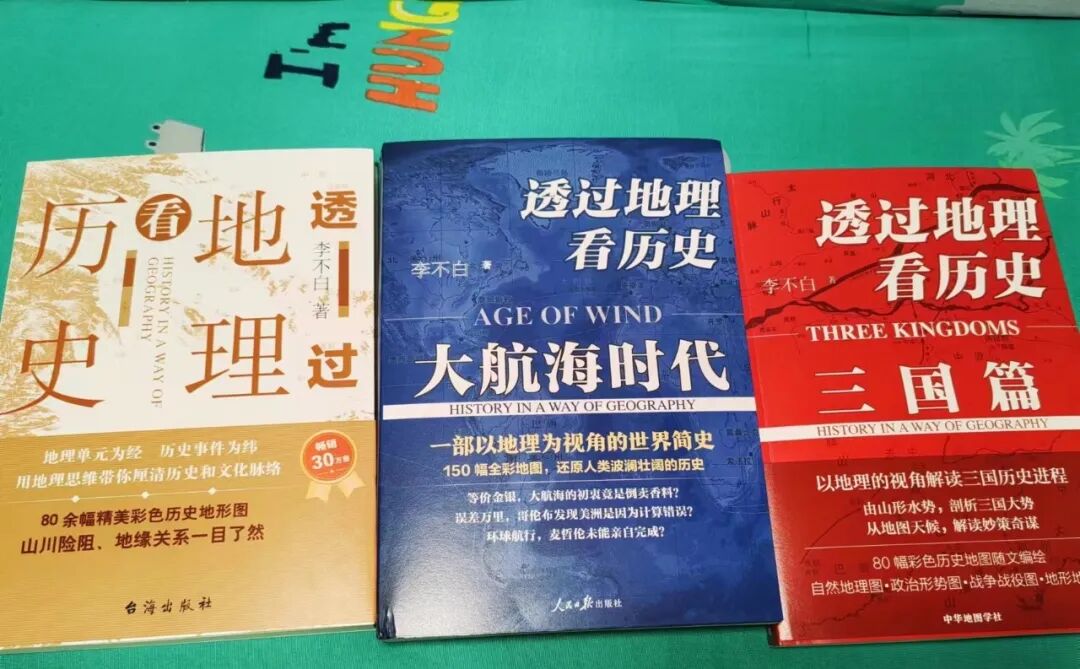 I'm
HUNG
透过
李不白 著
地理
看
历史
HISTORY IN A WAY OF
GEOGRAPHY
地理单元为经 历史事件为纬
用地理思维带你厘清历史和文化脉络
畅销
30万册
80余幅精美彩色历史地形图
山川险阻、地缘关系一目了然
台海出版社
透过地理
看历史
李不白 著
AGE OF WIND
大航海时代
HISTORY IN A WAY OF GEOGRAPHY
一部以地理为视角的世界简史
150幅全彩地图，还原人类波澜壮阔的历史
等价金银，大航海的初衷竟是倒卖香料？
误差万里，哥伦布发现美洲是因为计算错误？
环球航行，麦哲伦未能亲自完成？
人民日报出版社
透过地理
看历史
李不白
THREE KINGDOMS
三国篇
HISTORY IN A WAY OF GEOGRAPHY
以地理的视角解读三国历史进程
由山形水势，剖析三国大势
从地图天候，解读妙策奇谋
80幅彩色历史地图随文编绘
自然地理图·政治形势图·战争战役图·地形地
中华地图学社